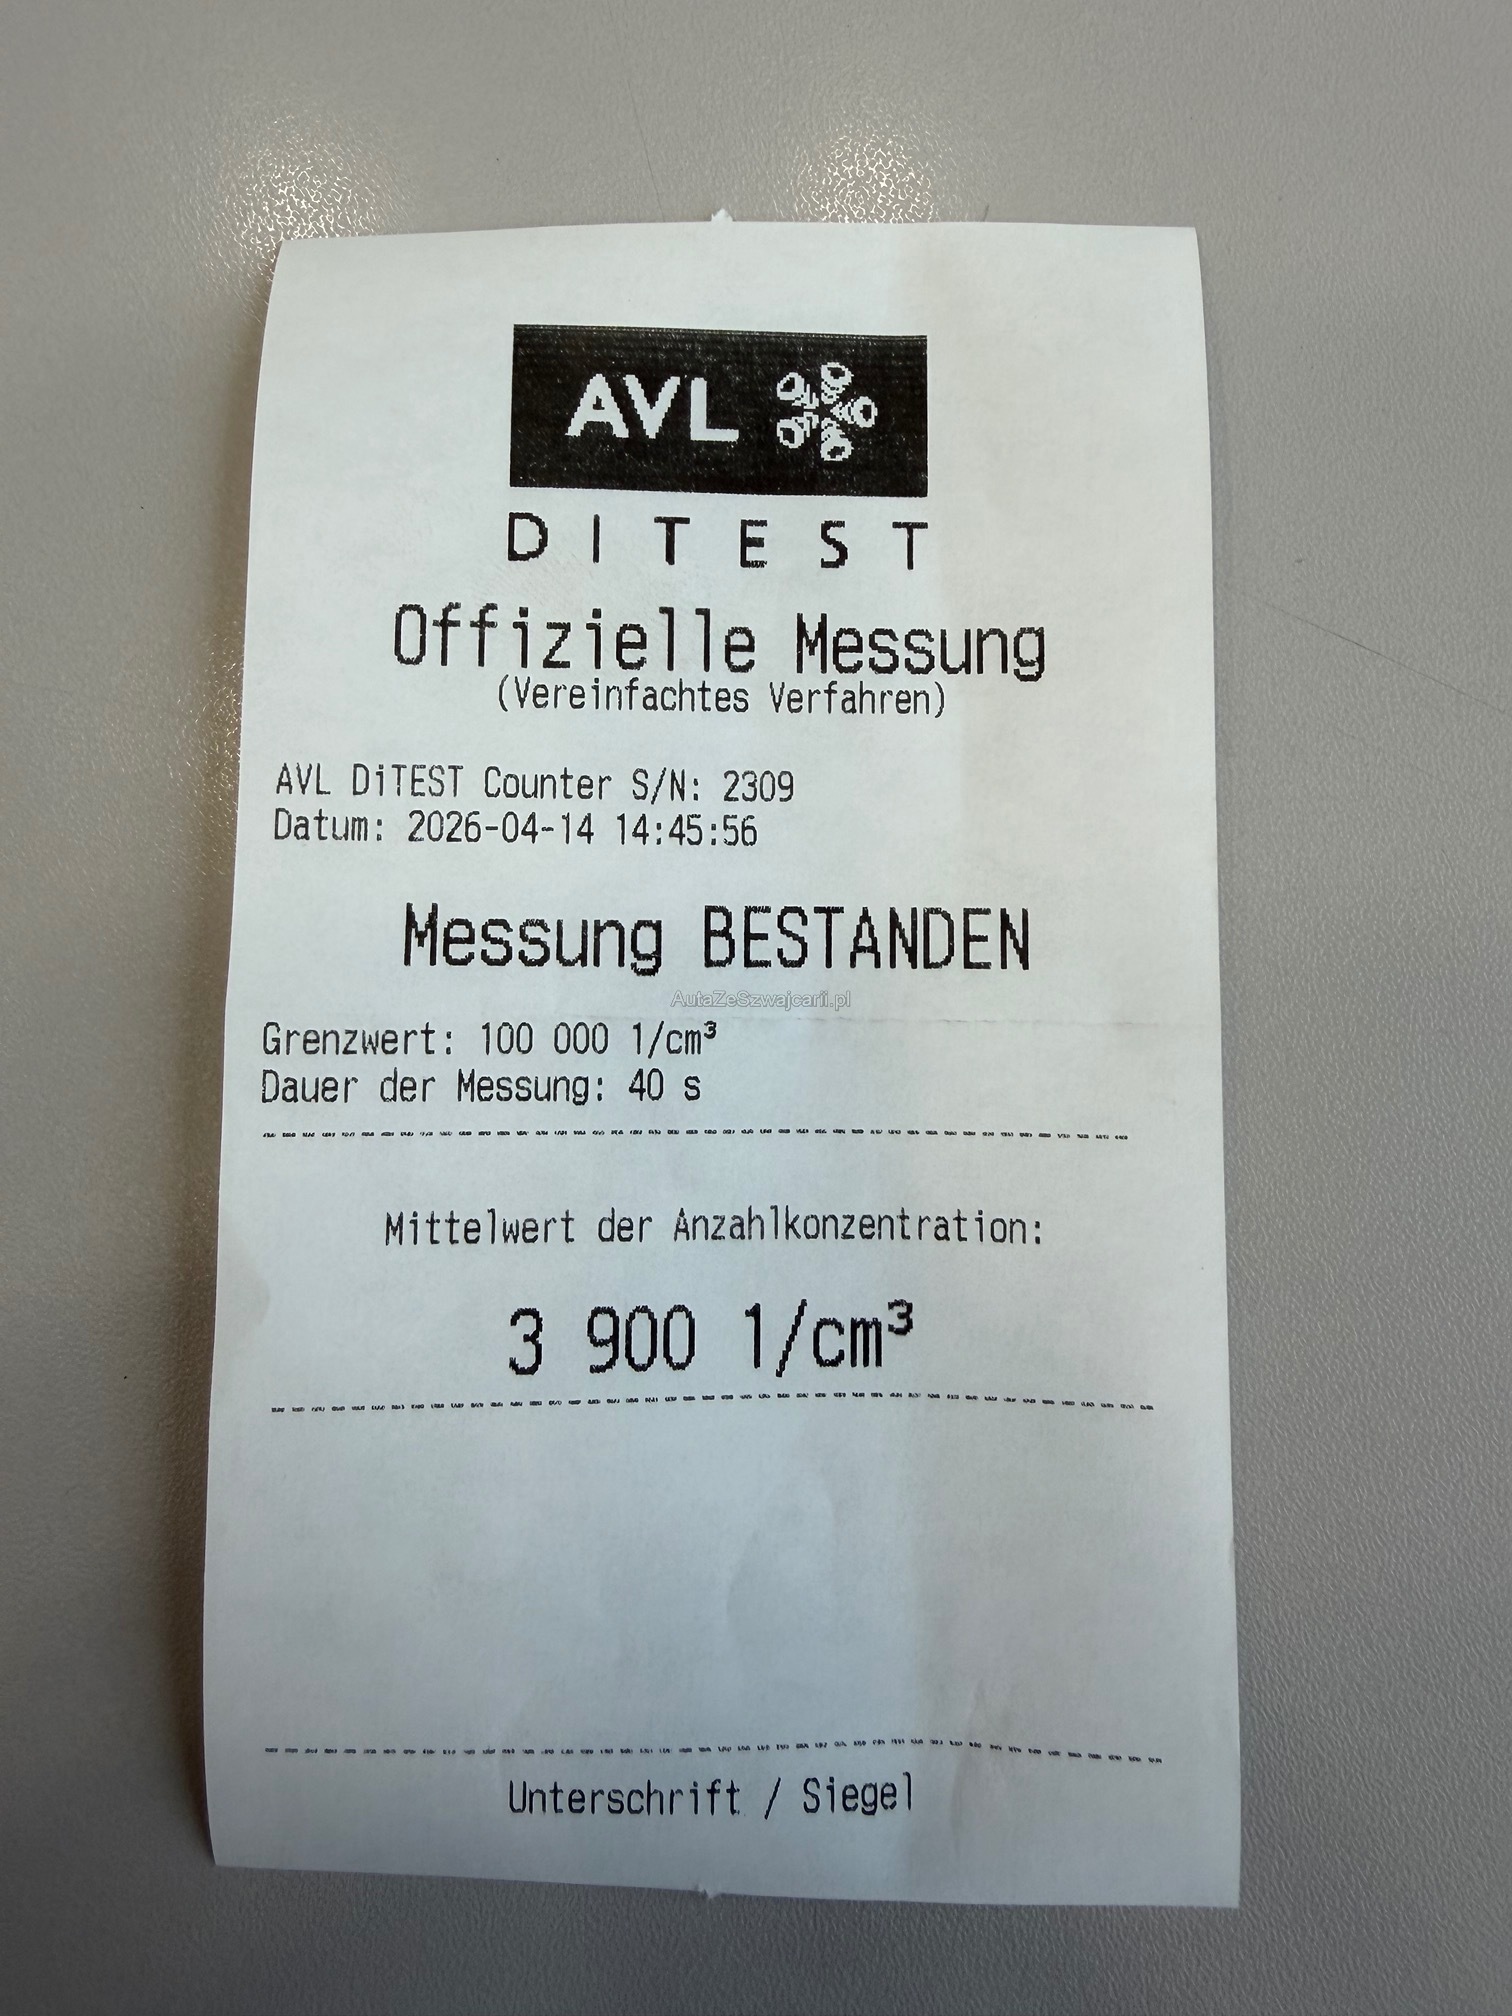 AVL
DITEST
Offizielle Messung
(Vereinfachtes Verfahren)
AVL DiTEST Counter S/N: 2309
Datum: 2026-04-14 14:45:56
Messung BESTANDEN
AutaZeSzwajcarii.pl
Grenzwert: 100 000 1/cm³
Dauer der Messung: 40 s
Mittelwert der Anzahlkonzentration:
3 900 1/cm³
Unterschrift / Siegel